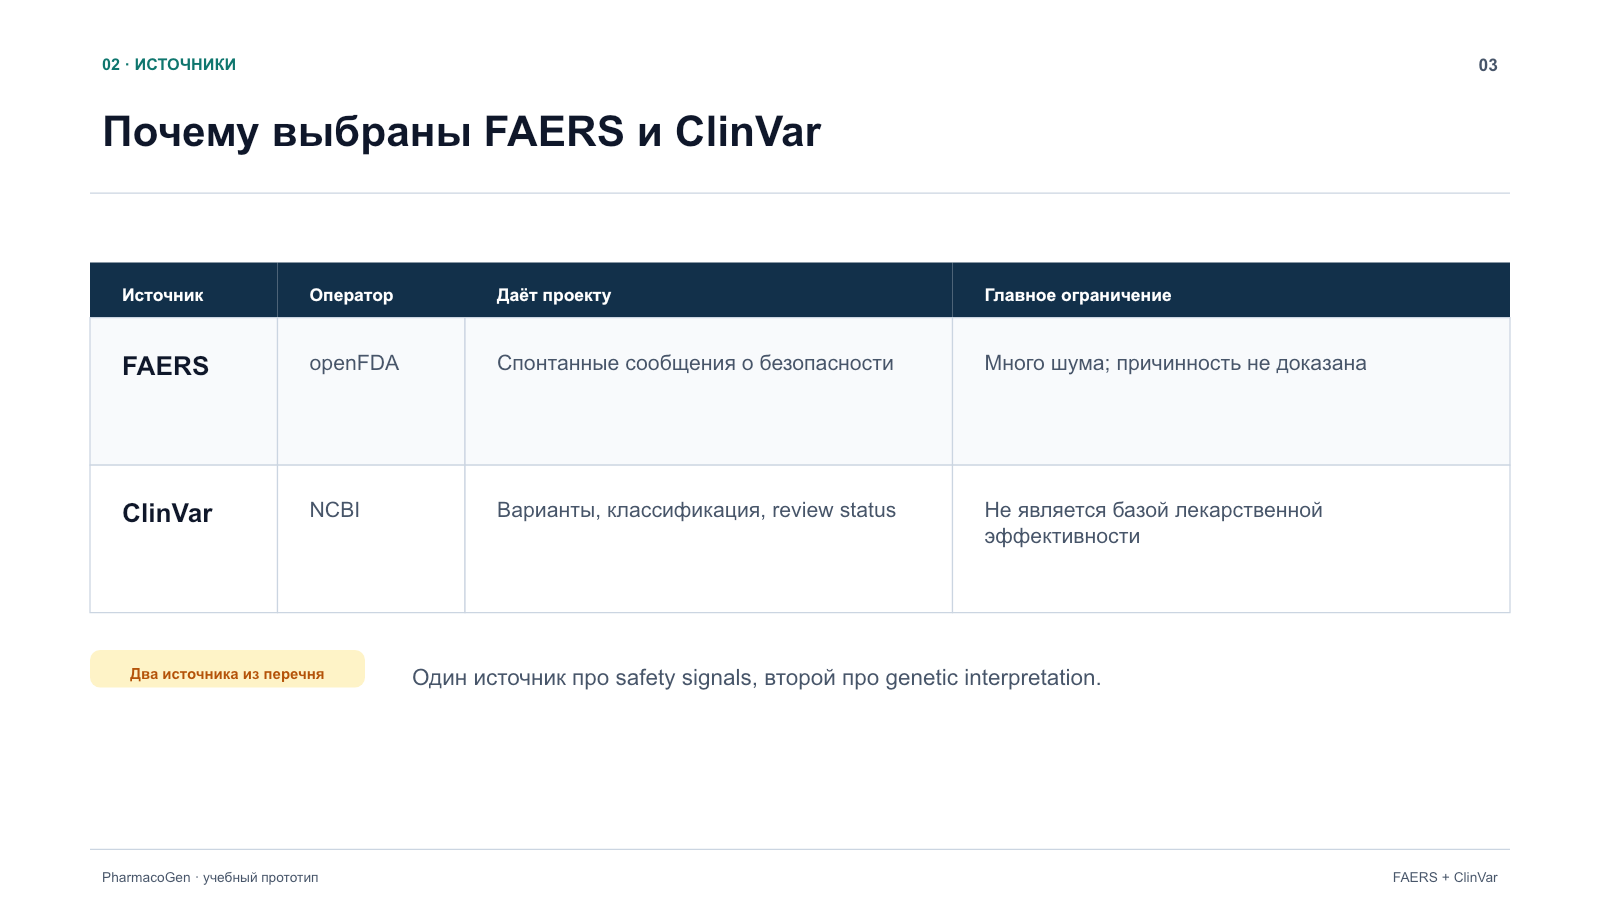 02 · ИСТОЧНИКИ
03
Почему выбраны FAERS и ClinVar
Источник
Оператор
Даёт проекту
Главное ограничение
FAERS
openFDA
Спонтанные сообщения о безопасности
Много шума; причинность не доказана
ClinVar
NCBI
Варианты, классификация, review status
Не является базой лекарственной
эффективности
Два источника из перечня
Один источник про safety signals, второй про genetic interpretation.
PharmacoGen · учебный прототип
FAERS + ClinVar